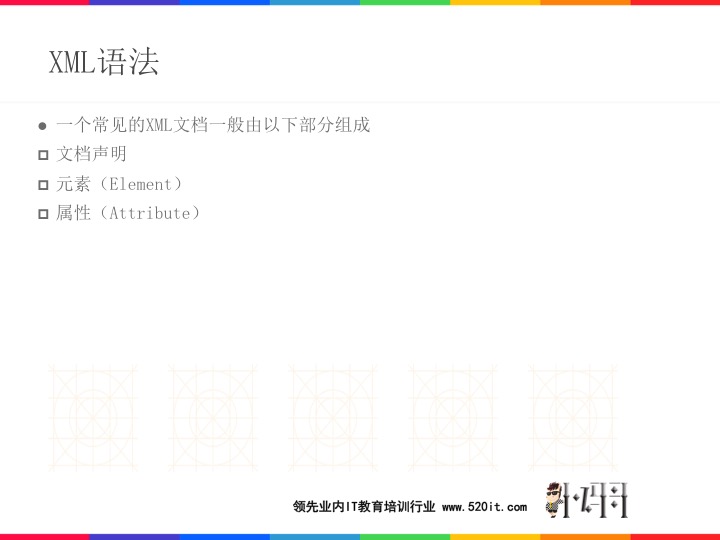 XML语法
一个常见的XML文档一般由以下部分组成
文档声明
元素（Element）
属性（Attribute）
领先业内IT教育培训行业 www.520it.com
小码哥